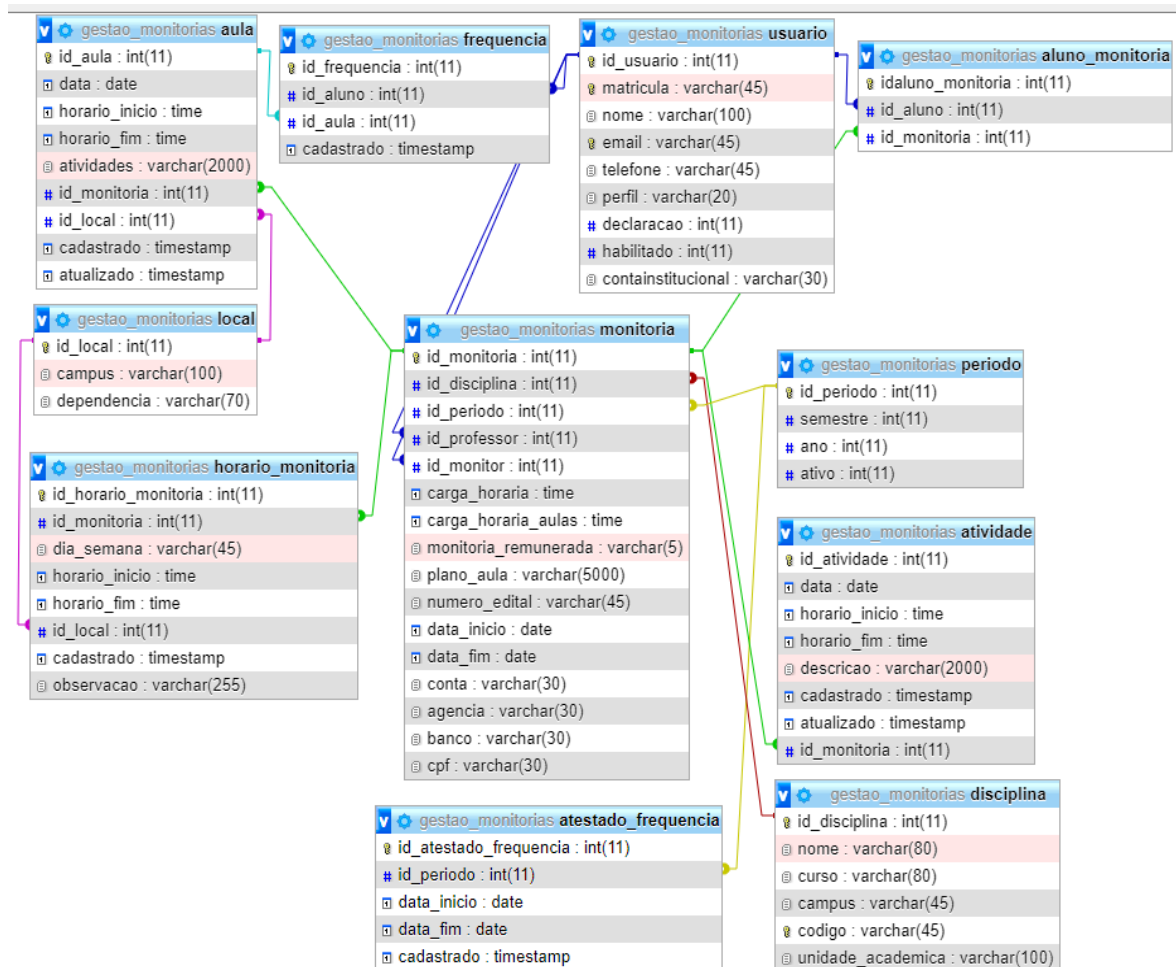 gestao_monitorias aula
id_aula : int(11)
data : date
horario_inicio : time
horario_fim : time
atividades : varchar(2000)
id_monitoria : int(11)
id_local : int(11)
cadastrado : timestamp
atualizado : timestamp
gestao_monitorias frequencia
id_frequencia : int(11)
id_aluno : int(11)
id_aula : int(11)
cadastrado : timestamp
gestao_monitorias usuario
id_usuario : int(11)
matricula : varchar(45)
nome : varchar(100)
email : varchar(45)
telefone : varchar(45)
perfil : varchar(20)
declaracao : int(11)
habilitado : int(11)
containstitucional : varchar(30)
gestao_monitorias aluno_monitoria
idaluno_monitoria : int(11)
id_aluno : int(11)
id_monitoria : int(11)
gestao_monitorias local
id_local : int(11)
campus : varchar(100)
dependencia : varchar(70)
gestao_monitorias monitoria
id_monitoria : int(11)
id_disciplina : int(11)
id_periodo : int(11)
id_professor : int(11)
id_monitor : int(11)
carga_horaria : time
carga_horaria_aulas : time
monitoria_remunerada : varchar(5)
plano_aula : varchar(5000)
numero_edital : varchar(45)
data_inicio : date
data_fim : date
conta : varchar(30)
agencia : varchar(30)
banco : varchar(30)
cpf : varchar(30)
gestao_monitorias periodo
id_periodo : int(11)
semestre : int(11)
ano : int(11)
ativo : int(11)
gestao_monitorias horario_monitoria
id_horario_monitoria : int(11)
id_monitoria : int(11)
dia_semana : varchar(45)
horario_inicio : time
horario_fim : time
id_local : int(11)
cadastrado : timestamp
observacao : varchar(255)
gestao_monitorias atividade
id_atividade : int(11)
data : date
horario_inicio : time
horario_fim : time
descricao : varchar(2000)
cadastrado : timestamp
atualizado : timestamp
id_monitoria : int(11)
gestao_monitorias atestado_frequencia
id_atestado_frequencia : int(11)
id_periodo : int(11)
data_inicio : date
data_fim : date
cadastrado : timestamp
gestao_monitorias disciplina
id_disciplina : int(11)
nome : varchar(80)
curso : varchar(80)
campus : varchar(45)
codigo : varchar(45)
unidade_academica : varchar(100)